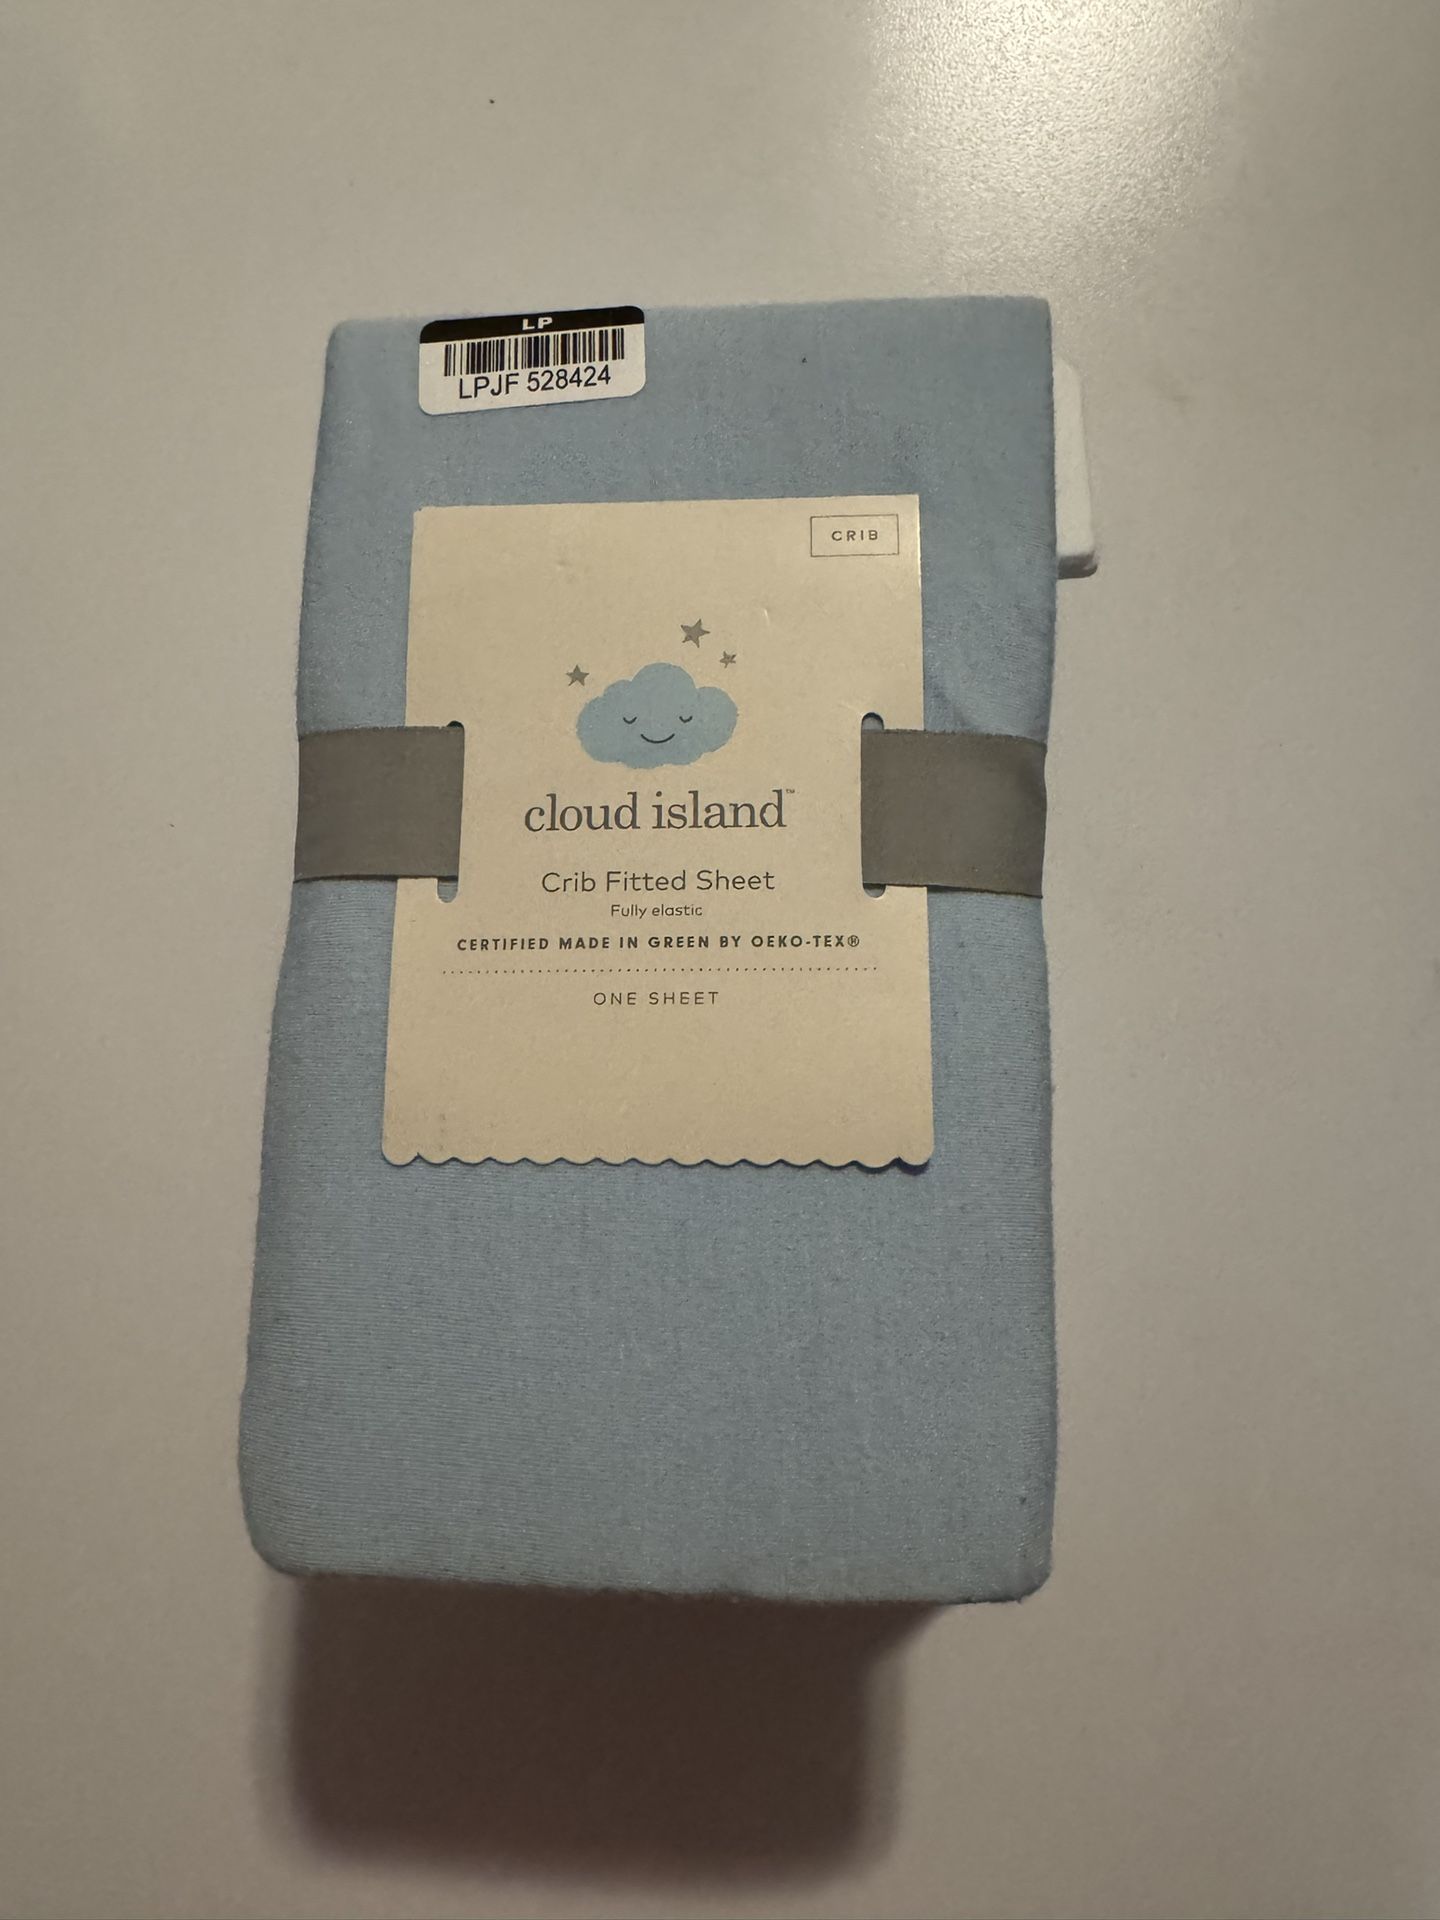 LP
LPJF 528424
CRIB
cloud island™
Crib Fitted Sheet
Fully elastic
CERTIFIED MADE IN GREEN BY OEKO-TEX®
ONE SHEET